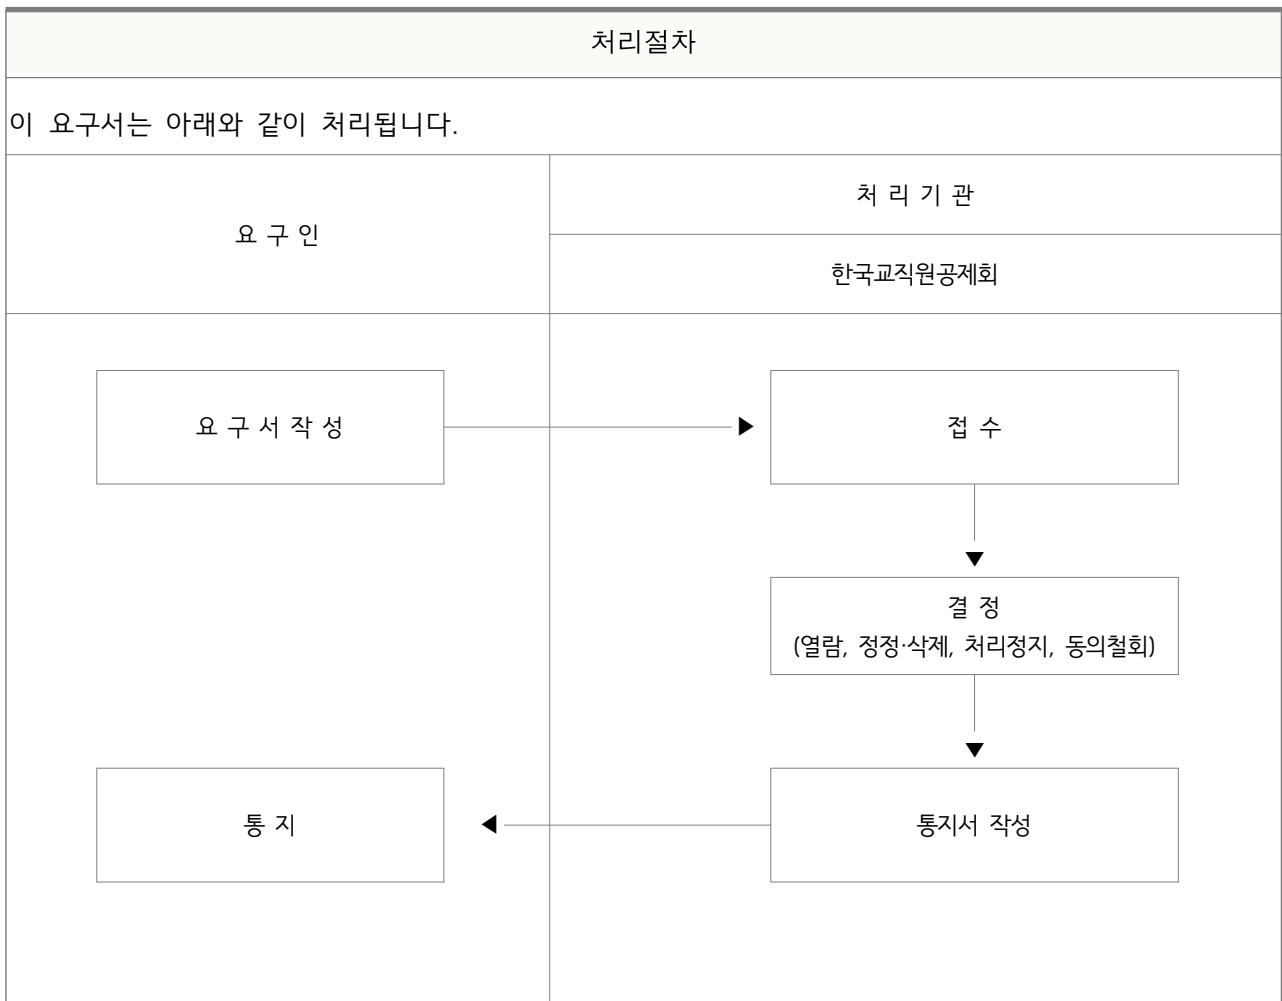 처리절차
이 요구서는 아래와 같이 처리됩니다.
요 구 인
처 리 기 관
한국교직원공제회
요 구 서 작 성
접 수
결 정
(열람, 정정·삭제, 처리정지, 동의철회)
통 지
통지서 작성